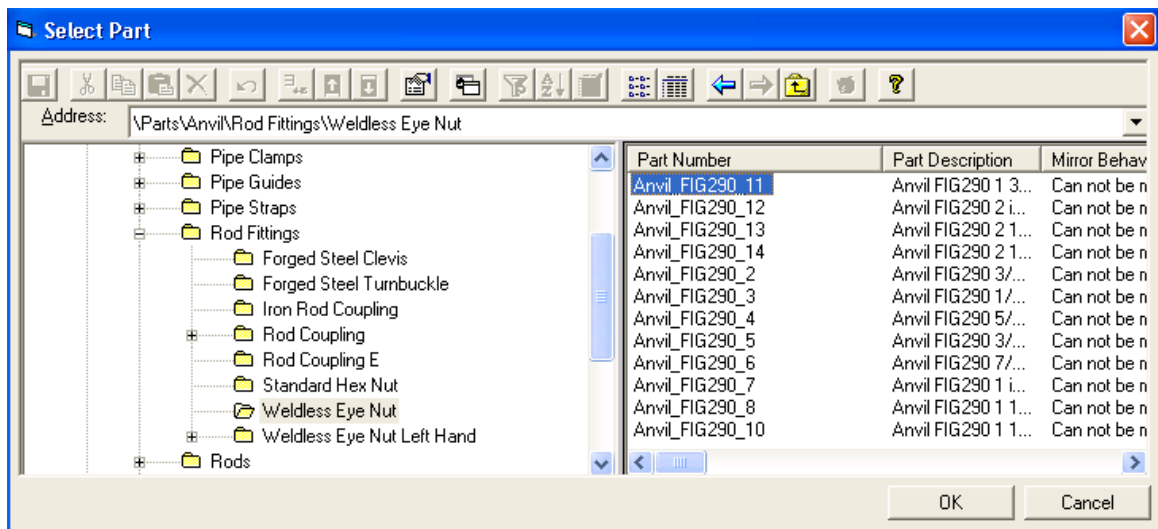 Select Part
Address: \Parts\Anvil\Rod Fittings\Weldless Eye Nut
Pipe Clamps
Pipe Guides
Pipe Straps
Rod Fittings
Forged Steel Clevis
Forged Steel Turnbuckle
Iron Rod Coupling
Rod Coupling
Rod Coupling E
Standard Hex Nut
Weldless Eye Nut
Weldless Eye Nut Left Hand
Rods
Part Number Part Description Mirror Behav
Anvil_FIG290_11 Anvil FIG290 1 3... Can not be n
Anvil_FIG290_12 Anvil FIG290 2 i... Can not be n
Anvil_FIG290_13 Anvil FIG290 2 1... Can not be n
Anvil_FIG290_14 Anvil FIG290 2 1... Can not be n
Anvil_FIG290_2 Anvil FIG290 3/... Can not be n
Anvil_FIG290_3 Anvil FIG290 1/... Can not be n
Anvil_FIG290_4 Anvil FIG290 5/... Can not be n
Anvil_FIG290_5 Anvil FIG290 3/... Can not be n
Anvil_FIG290_6 Anvil FIG290 7/... Can not be n
Anvil_FIG290_7 Anvil FIG290 1 i... Can not be n
Anvil_FIG290_8 Anvil FIG290 1 1... Can not be n
Anvil_FIG290_10 Anvil FIG290 1 1... Can not be n
OK Cancel